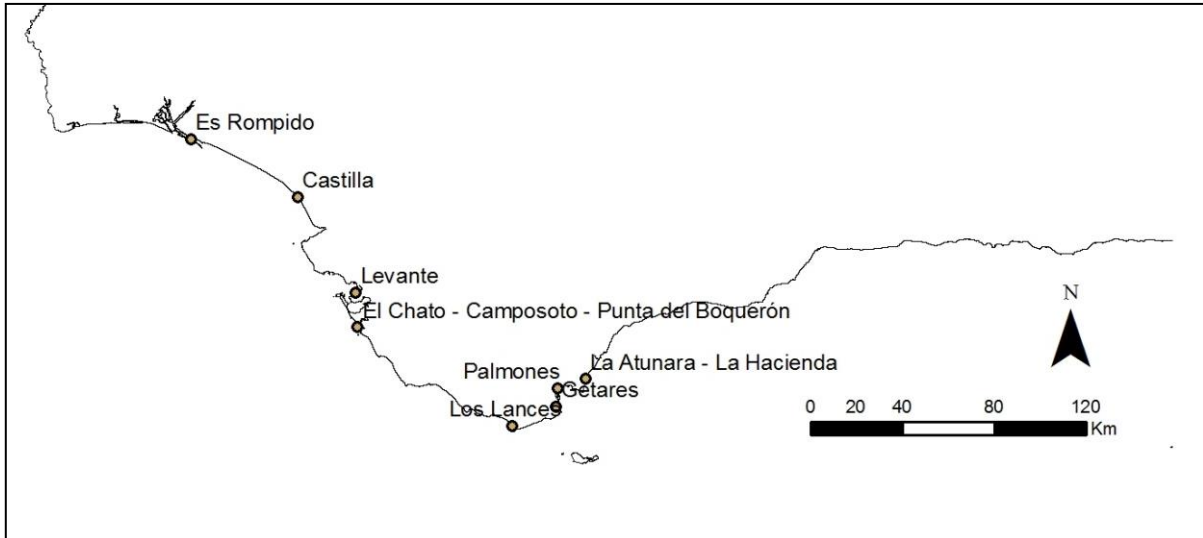 Es Rompido
Castilla
Levante
El Chato - Camposoto - Punta del Boquerón
N
La Atunara - La Hacienda
Palmones
Getares
Los Lances
0 20 40 80 120
Km